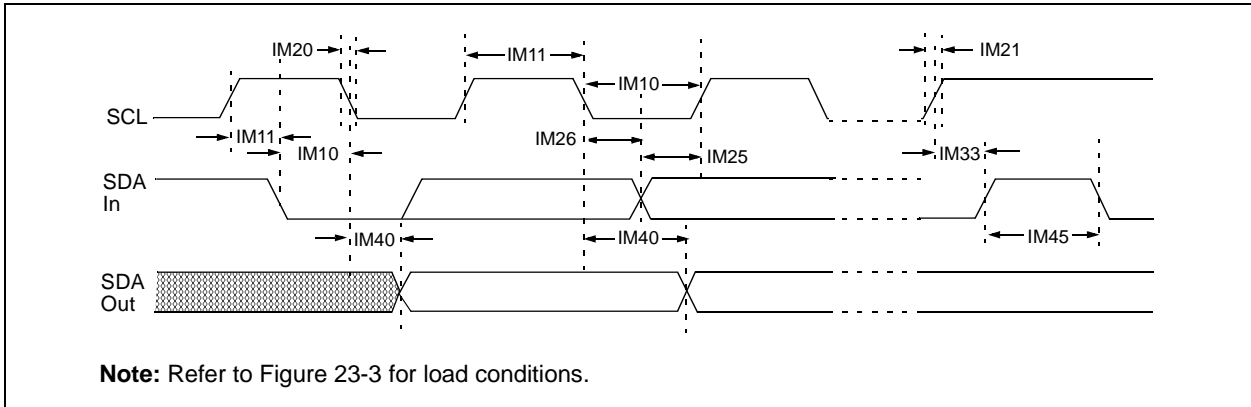 IM20
IM11
IM21
IM10
SCL
IM11
IM26
IM10
IM25
IM33
SDA
In
IM40
IM40
IM45
SDA
Out
Note: Refer to Figure 23-3 for load conditions.